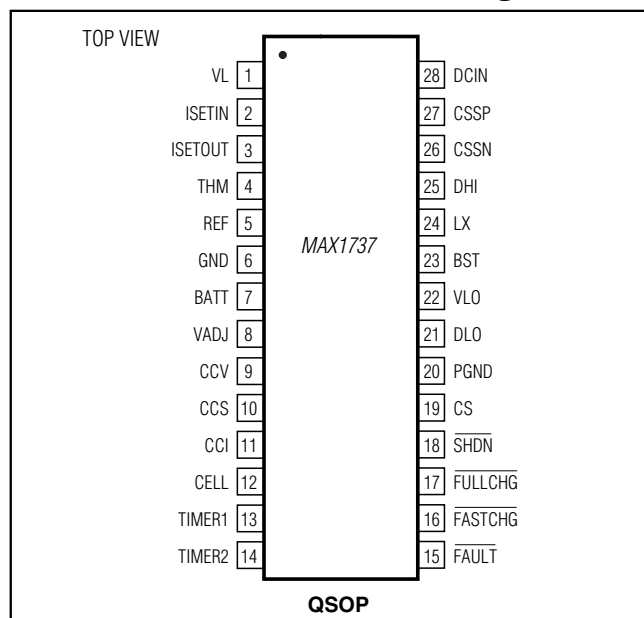 TOP VIEW
VL 1
ISETIN 2
ISETOUT 3
THM 4
REF 5
GND 6
BATT 7
VADJ 8
CCV 9
CCS 10
CCI 11
CELL 12
TIMER1 13
TIMER2 14
MAX1737
28 DCIN
27 CSSP
26 CSSN
25 DHI
24 LX
23 BST
22 VLO
21 DLO
20 PGND
19 CS
18 SHDN
17 FULLCHG
16 FASTCHG
15 FAULT
QSOP